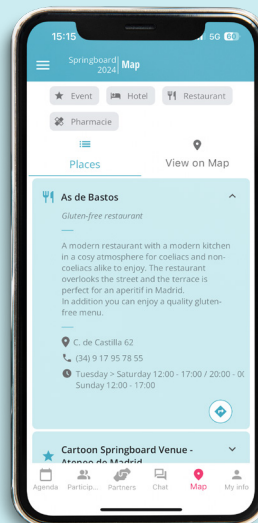 15:15
5G 60
Springboard
2024
Map
Event
Hotel
Restaurant
Pharmacie
Places
View on Map
As de Bastos
Gluten-free restaurant
A modern restaurant with a modern kitchen
in a cosy atmosphere for coeliacs and non-
coeliacs alike to enjoy. The restaurant
overlooks the street and the terrace is
perfect for an aperitif in Madrid.
In addition you can enjoy a quality gluten-
free menu.
C. de Castilla 62
(34) 9 17 95 78 55
Tuesday > Saturday 12:00 - 17:00 / 20:00 - 00
Sunday 12:00 - 17:00
Cartoon Springboard Venue -
Ateneo de Madrid
Agenda
Particip...
Partners
Chat
Map
My info